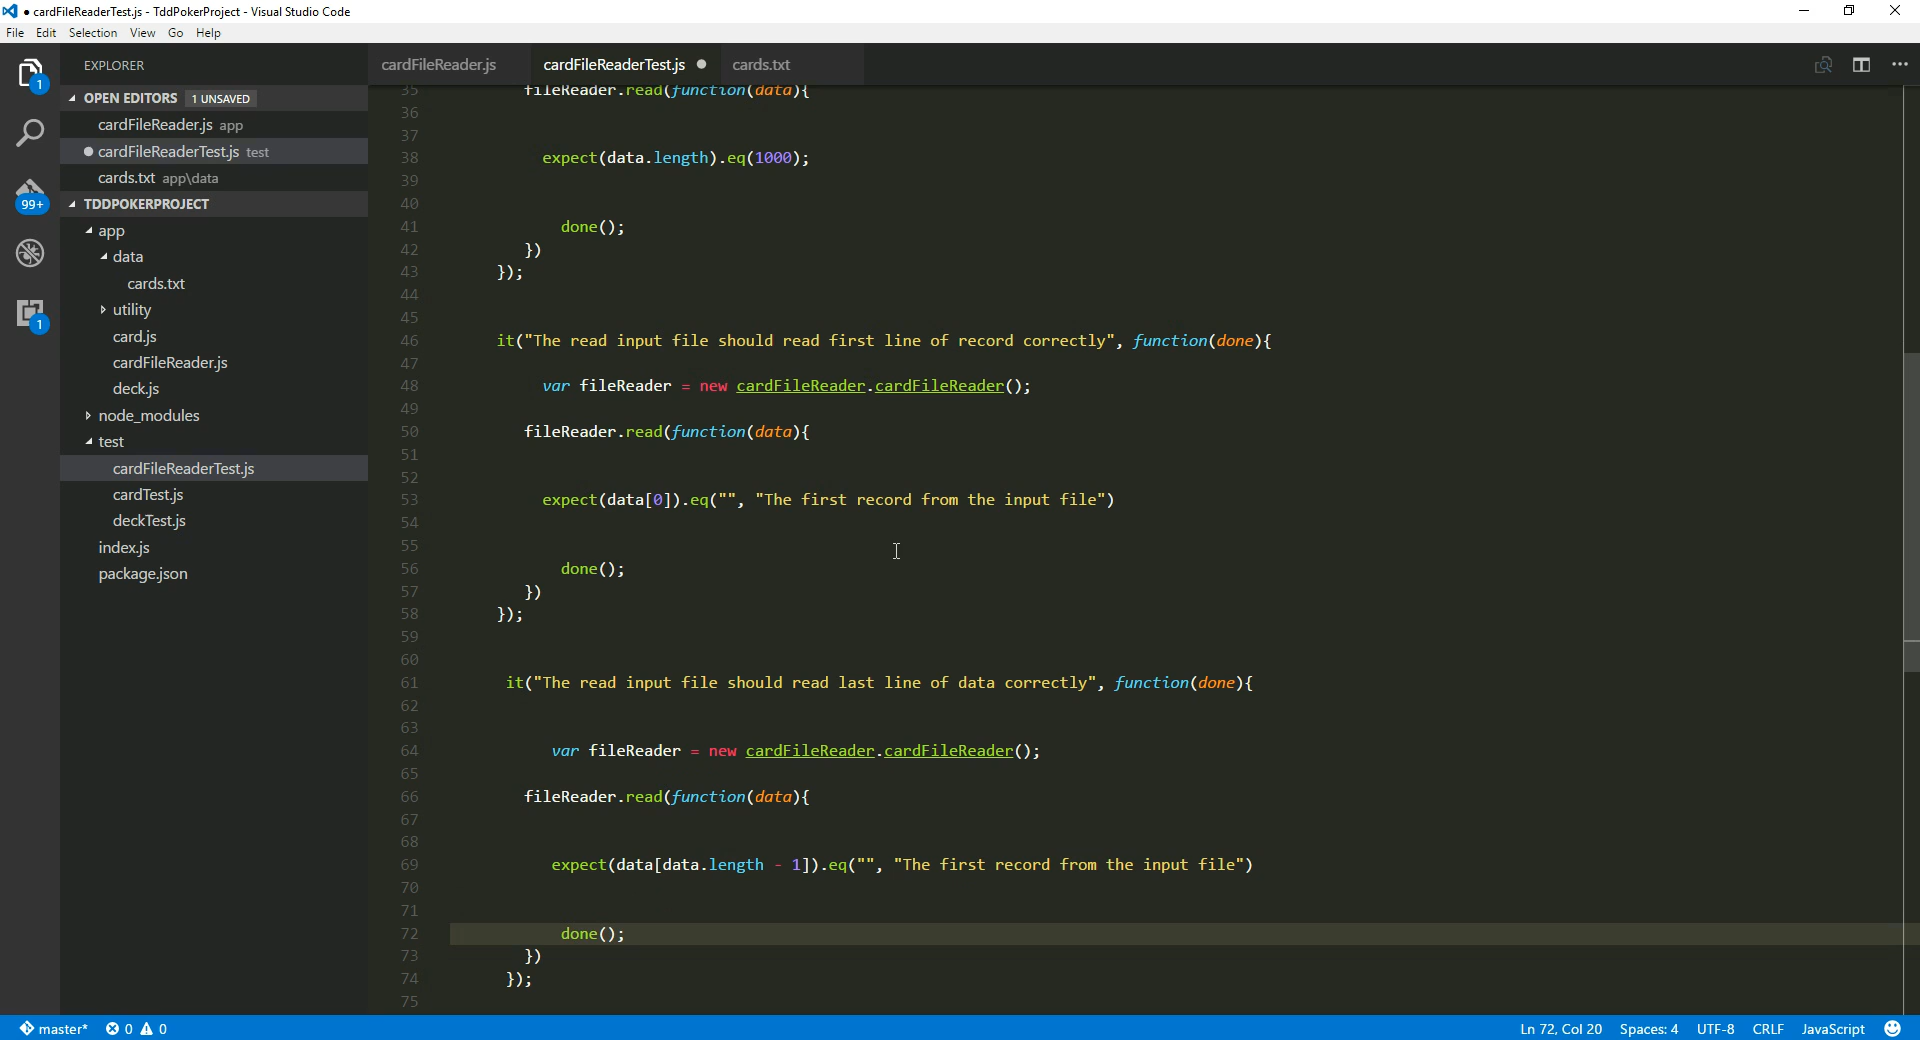 ● cardFileReaderTest.js - TddPokerProject - Visual Studio Code
File Edit Selection View Go Help
EXPLORER
OPEN EDITORS 1 UNSAVED
cardFileReader.js app
● cardFileReaderTest.js test
cards.txt app\data
TDDPOKERPROJECT
app
data
cards.txt
utility
card.js
cardFileReader.js
deck.js
node_modules
test
cardFileReaderTest.js
cardTest.js
deckTest.js
index.js
package.json
1
99+
1
cardFileReader.js cardFileReaderTest.js ● cards.txt
35 fileReader.read(function(data){
36
37
38 expect(data.length).eq(1000);
39
40
41 done();
42 })
43 });
44
45
46 it("The read input file should read first line of record correctly", function(done){
47
48 var fileReader = new cardFileReader.cardFileReader();
49
50 fileReader.read(function(data){
51
52
53 expect(data[0]).eq("", "The first record from the input file")
54
55
56 done();
57 })
58 });
59
60
61 it("The read input file should read last line of data correctly", function(done){
62
63
64 var fileReader = new cardFileReader.cardFileReader();
65
66 fileReader.read(function(data){
67
68
69 expect(data[data.length - 1]).eq("", "The first record from the input file")
70
71
72 done();
73 })
74 });
75
master* 0 0 Ln 72, Col 20 Spaces: 4 UTF-8 CRLF JavaScript